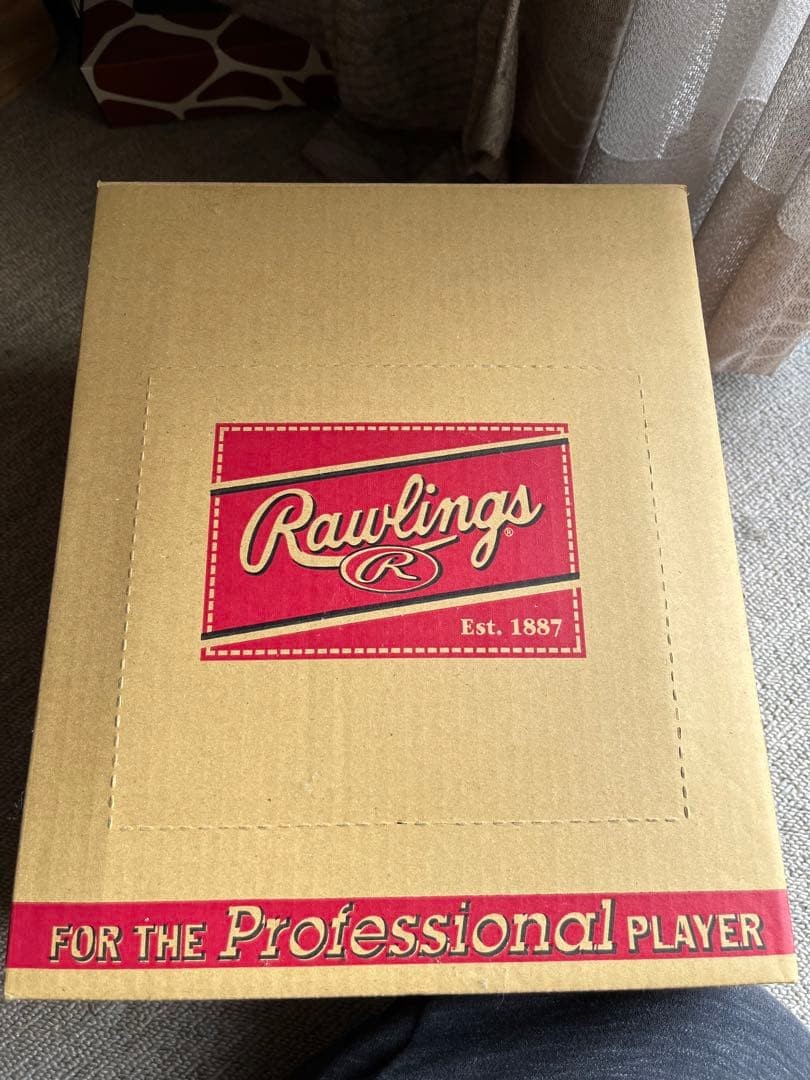 Rawlings®
R
Est. 1887
FOR THE Professional PLAYER